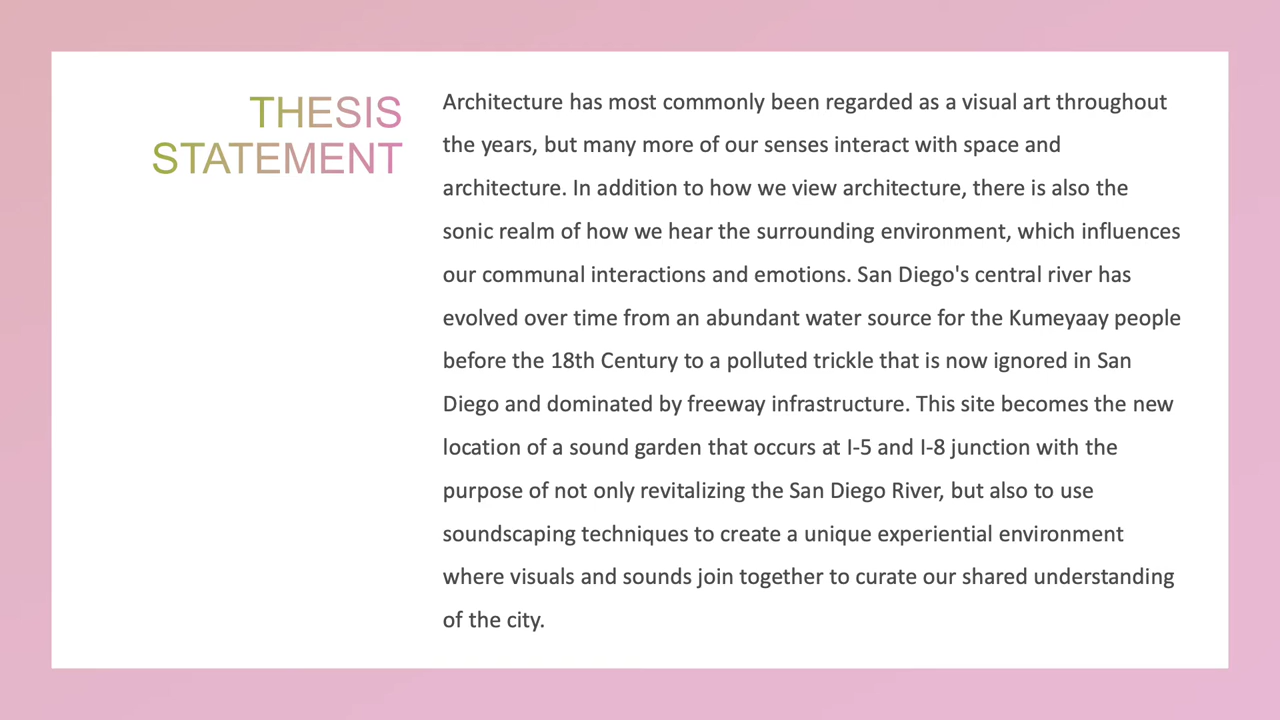 THESIS
STATEMENT
Architecture has most commonly been regarded as a visual art throughout
the years, but many more of our senses interact with space and
architecture. In addition to how we view architecture, there is also the
sonic realm of how we hear the surrounding environment, which influences
our communal interactions and emotions. San Diego's central river has
evolved over time from an abundant water source for the Kumeyaay people
before the 18th Century to a polluted trickle that is now ignored in San
Diego and dominated by freeway infrastructure. This site becomes the new
location of a sound garden that occurs at I-5 and I-8 junction with the
purpose of not only revitalizing the San Diego River, but also to use
soundscaping techniques to create a unique experiential environment
where visuals and sounds join together to curate our shared understanding
of the city.